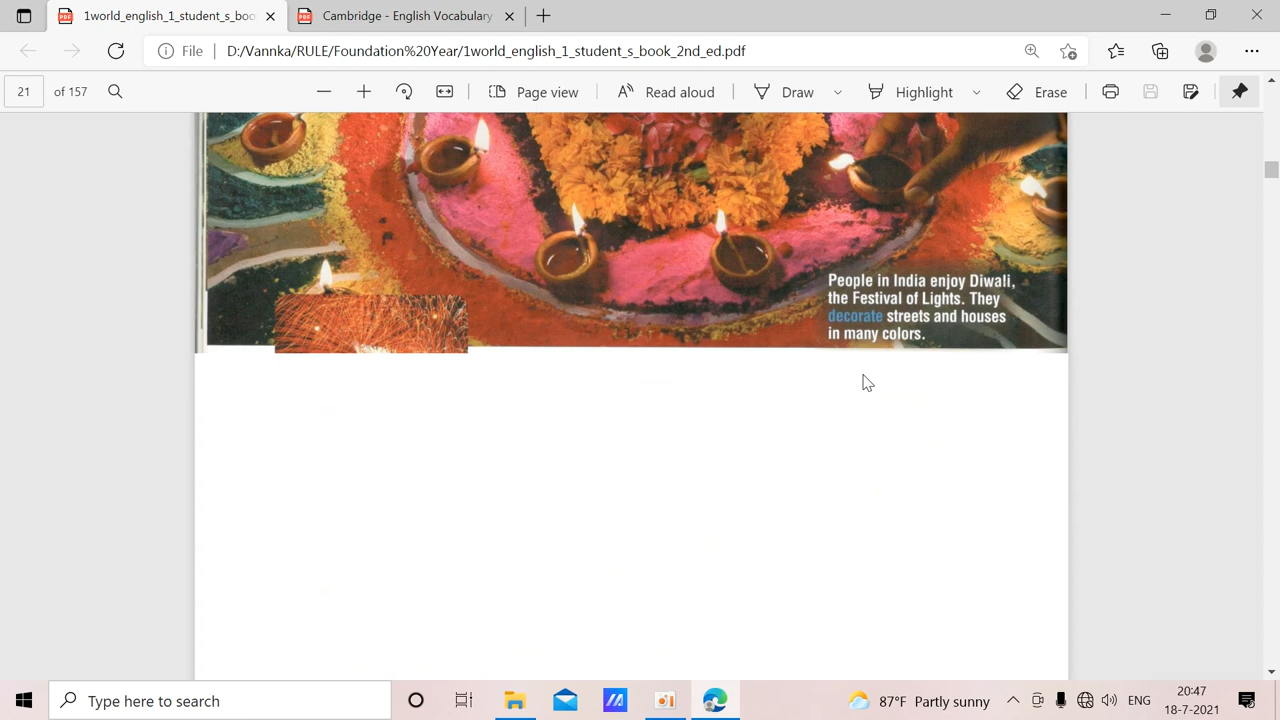 1world_english_1_student_s_boo
Cambridge - English Vocabulary
File
D:/Vannka/RULE/Foundation%20Year/1world_english_1_student_s_book_2nd_ed.pdf
21 of 157
Page view
Read aloud
Draw
Highlight
Erase
People in India enjoy Diwali,
the Festival of Lights. They
decorate streets and houses
in many colors.
Type here to search
87°F Partly sunny
ENG
20:47
18-7-2021